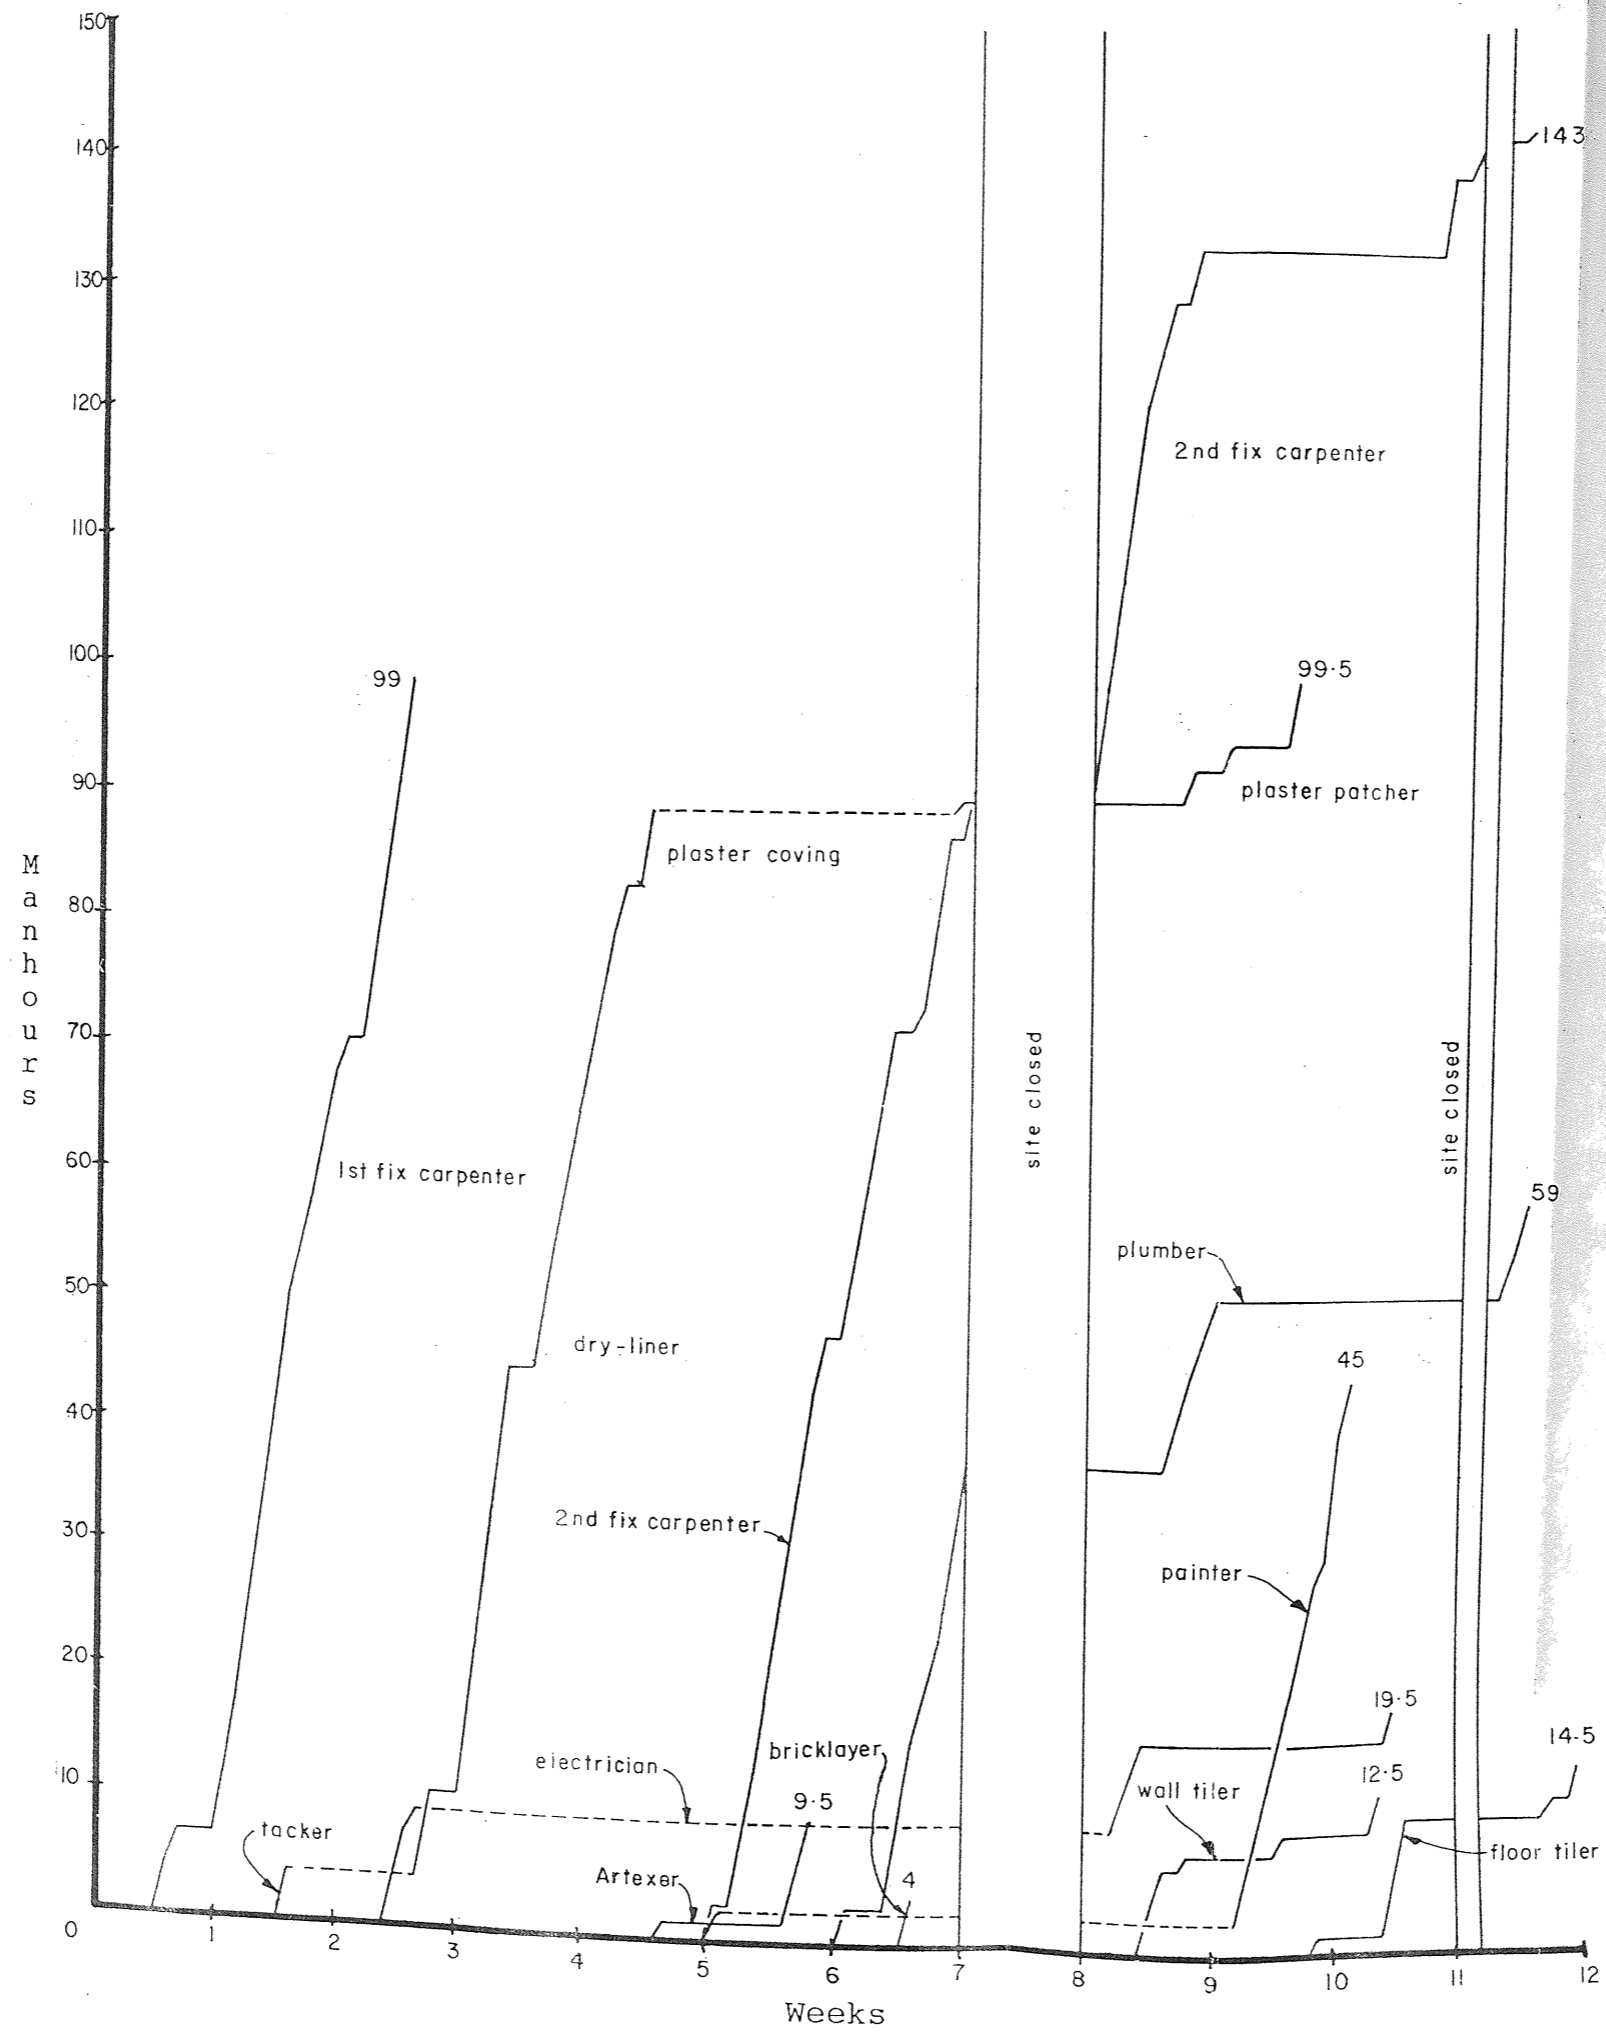 150
140
143
130
120
2nd fix carpenter
110
100
99
99·5
90
plaster patcher
plaster coving
Manhours
80
70
site closed
site closed
60
1st fix carpenter
59
plumber
50
dry-liner
45
40
2nd fix carpenter
30
painter
20
19·5
14·5
electrician
bricklayer
10
12·5
wall tiler
9·5
tacker
floor tiler
Artexer
4
0
1
2
3
4
5
6
7
8
9
10
11
12
Weeks